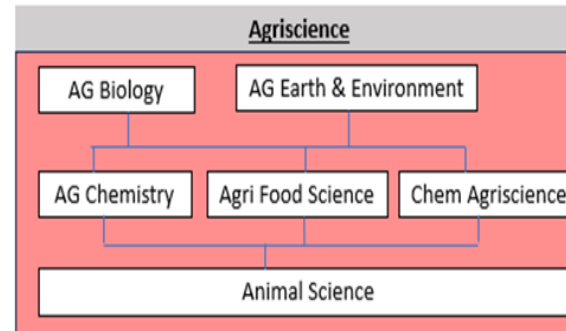 Agriscience
AG Biology
AG Earth & Environment
AG Chemistry
Agri Food Science
Chem Agriscience
Animal Science